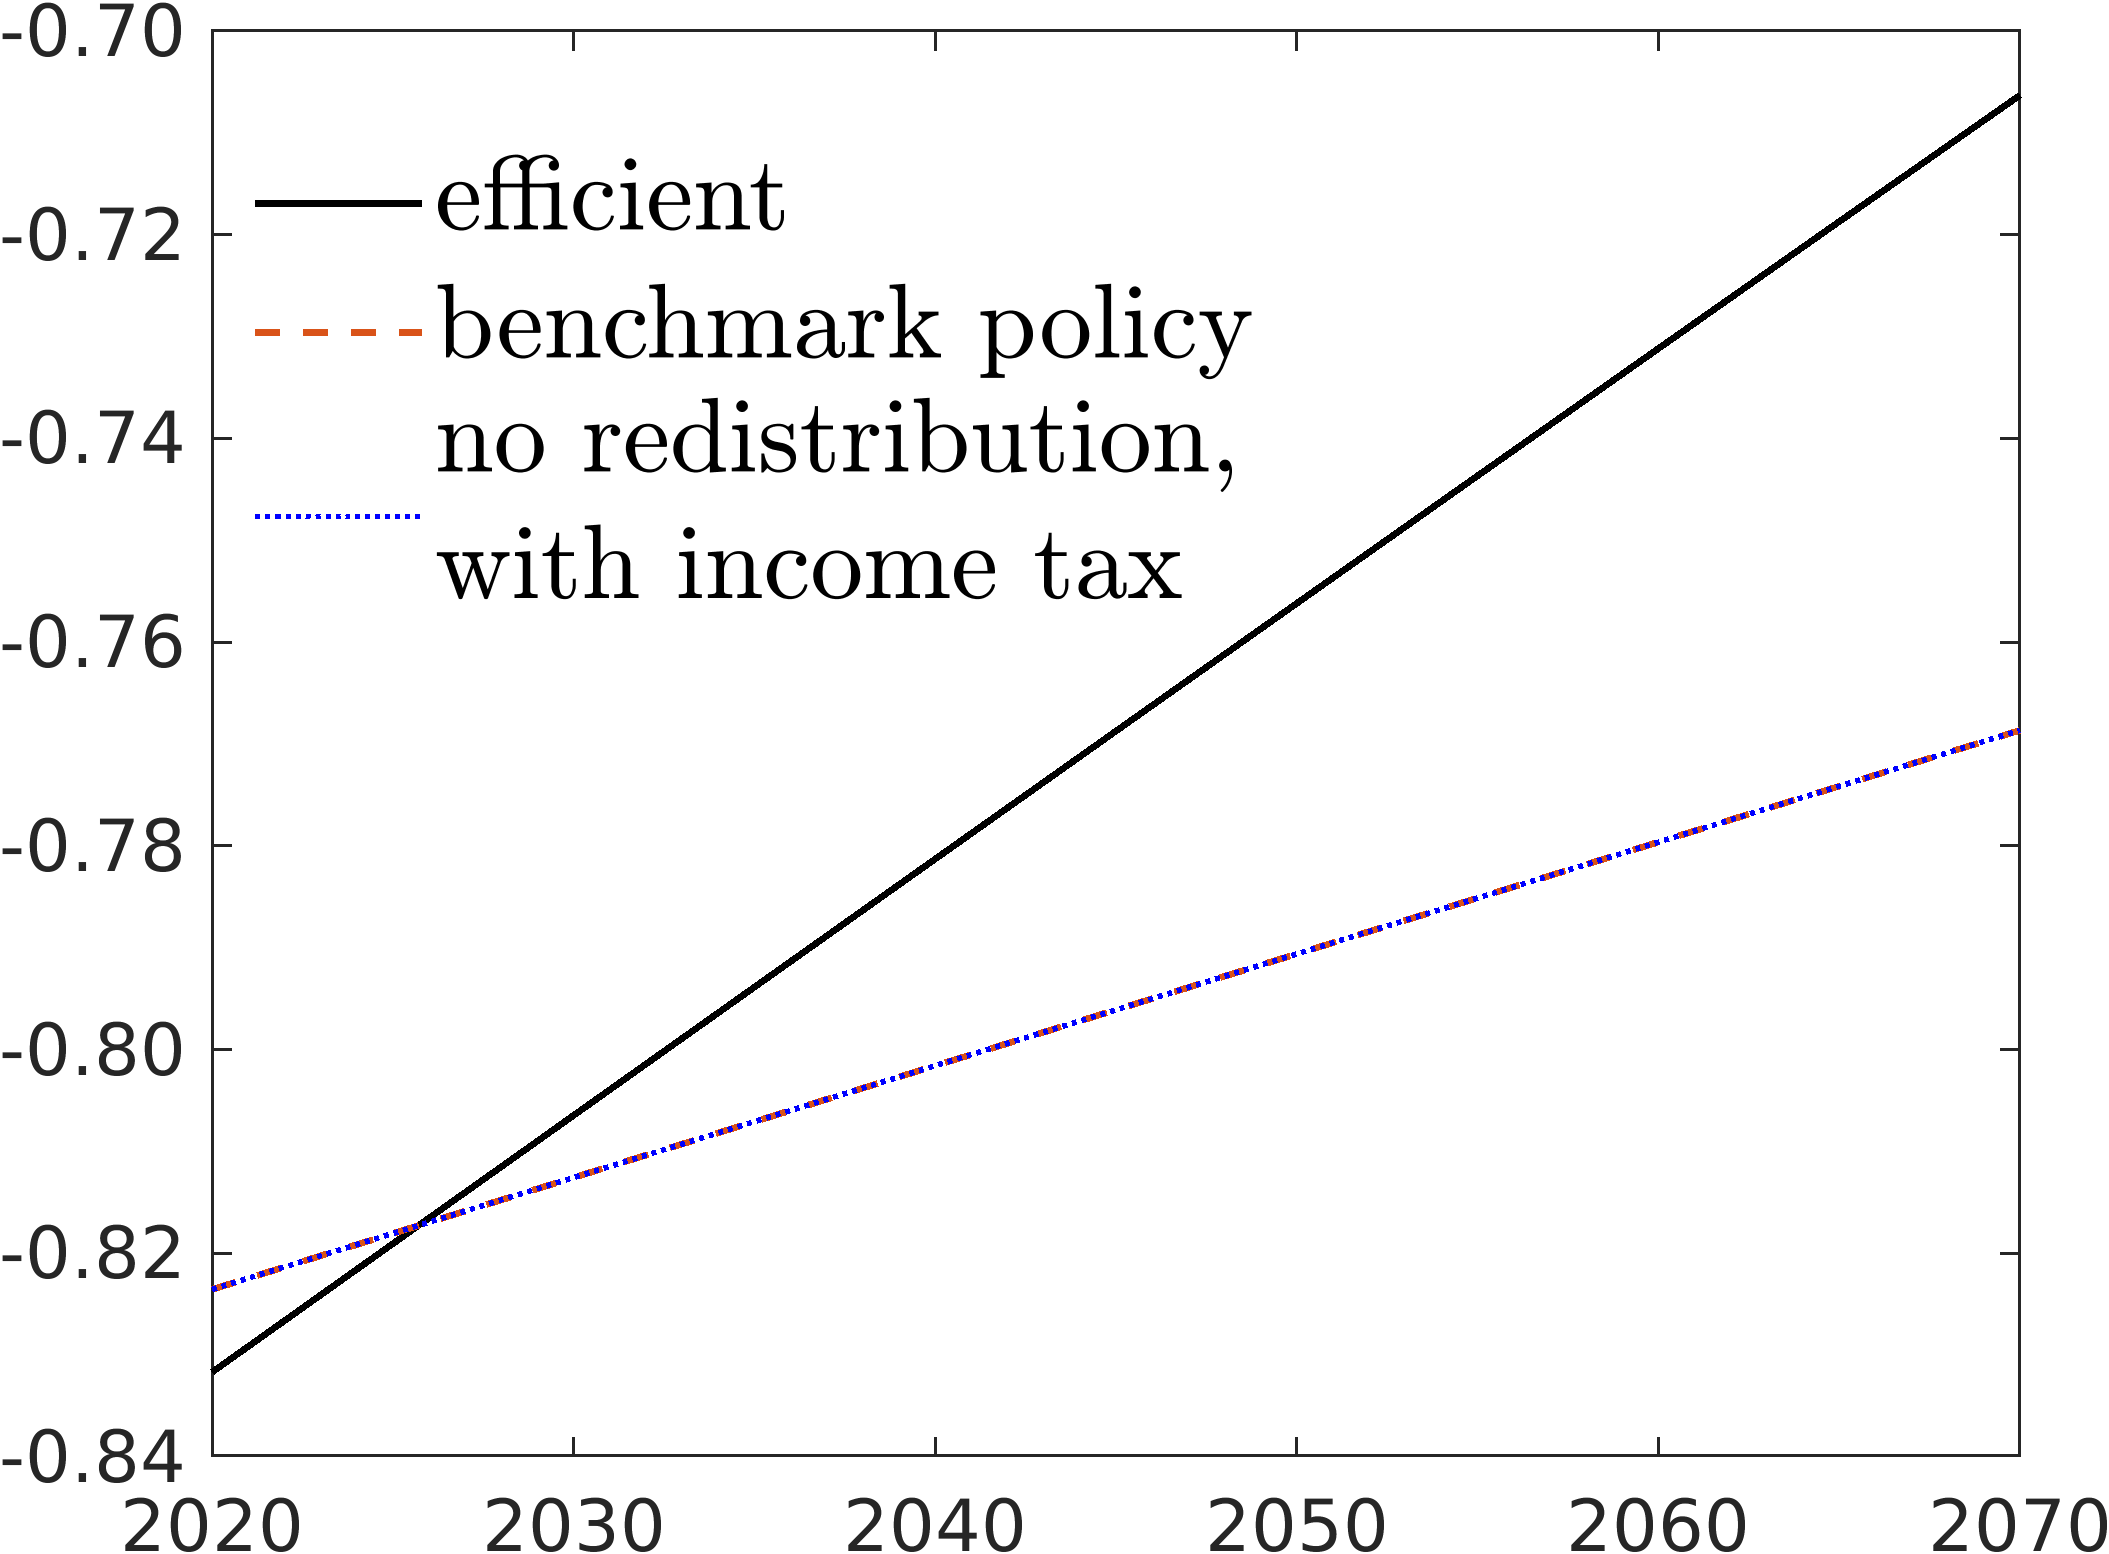 -0.70
efficient
-0.72
benchmark policy
no redistribution,
-0.74
with income tax
-0.76
-0.78
-0.80
-0.82
-0.84
2020 2030 2040 2050 2060 2070